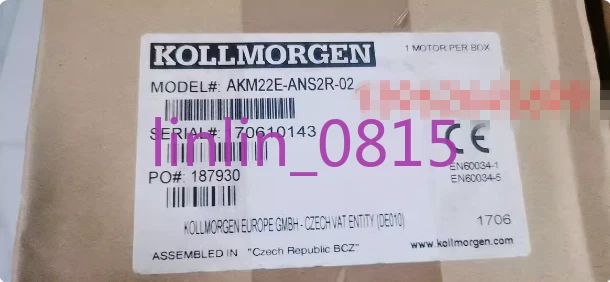 KOLLMORGEN
1 MOTOR PER BOX
MODEL#: AKM22E-ANS2R-02
SERIAL#: 70610143
linlin_0815
CE
EN60034-1
EN60034-5
PO#: 187930
KOLLMORGEN EUROPE GMBH - CZECH VAT ENTITY (DE010)
1706
ASSEMBLED IN "Czech Republic BCZ"
www.kollmorgen.com